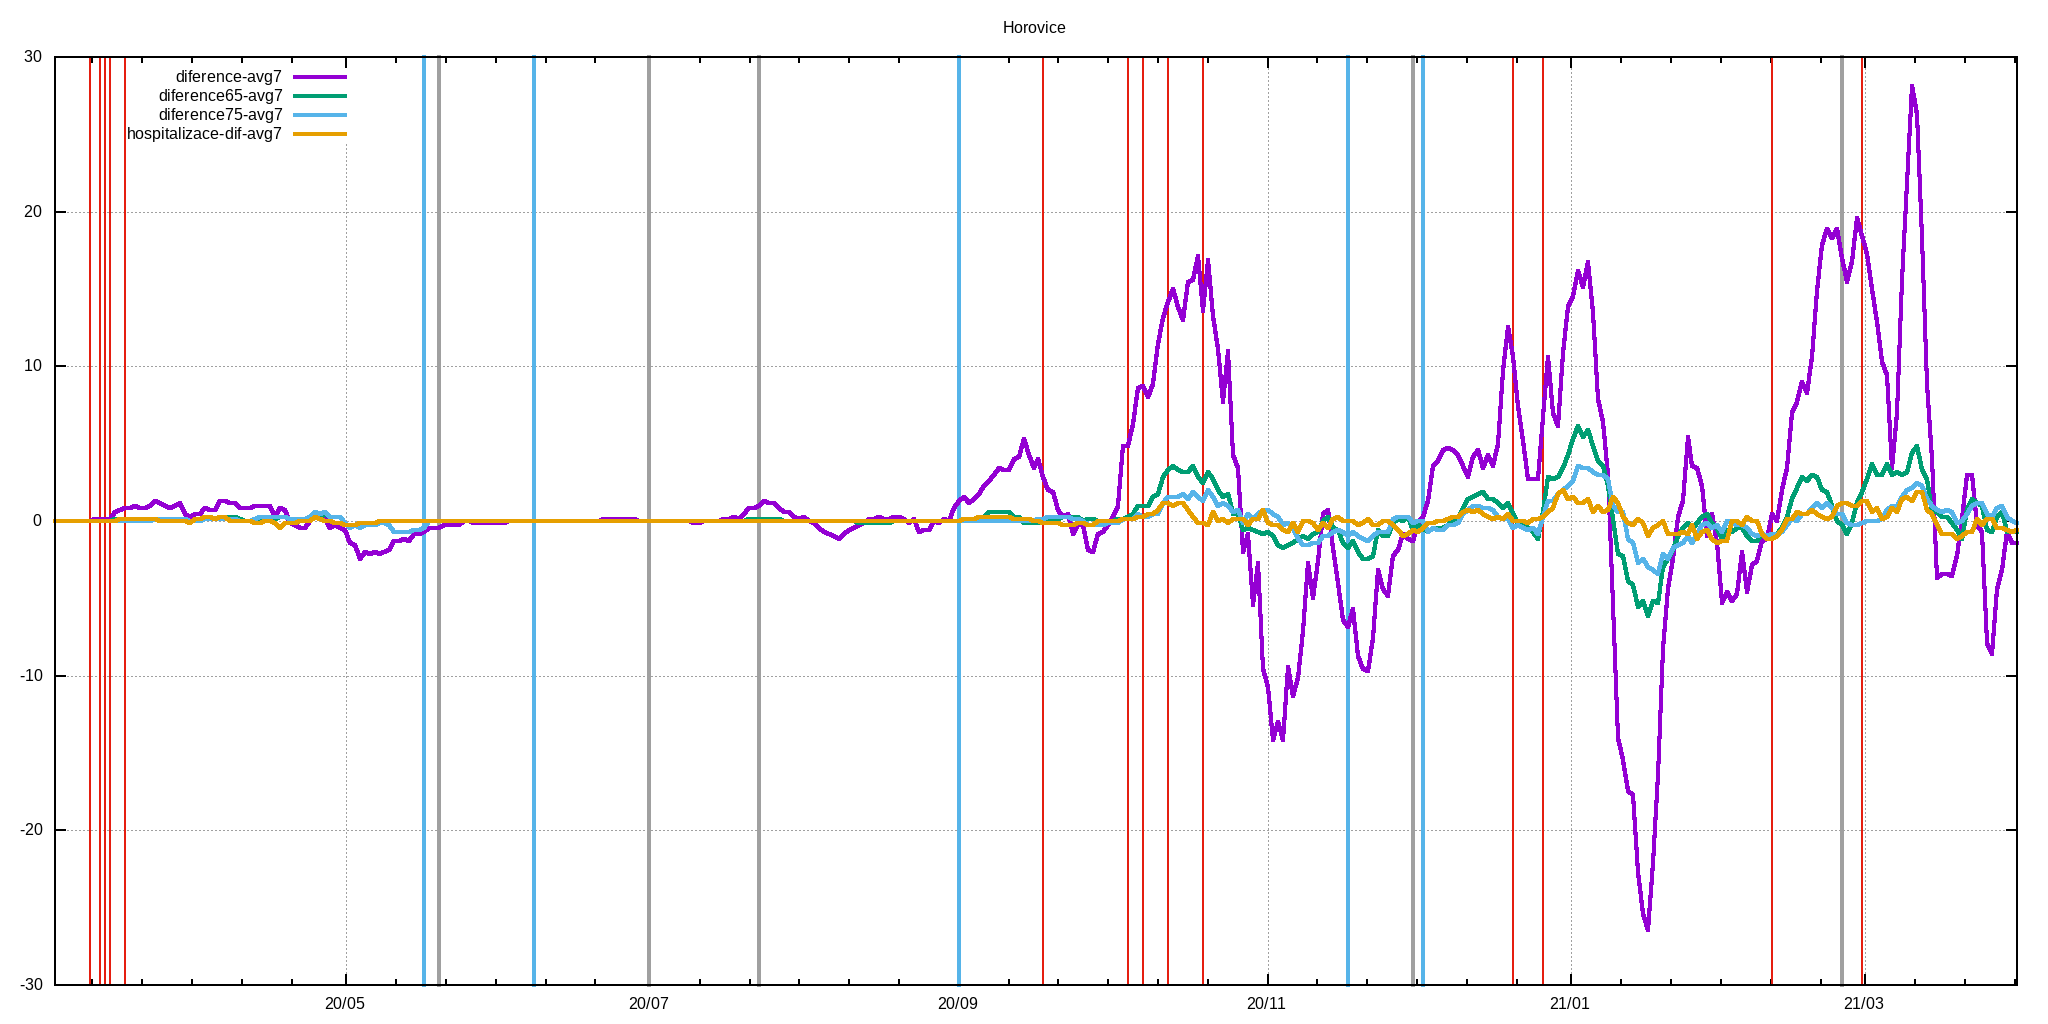 Horovice
30
diference-avg7
diference65-avg7
diference75-avg7
hospitalizace-dif-avg7
20
10
0
-10
-20
-30
20/05 20/07 20/09 20/11 21/01 21/03